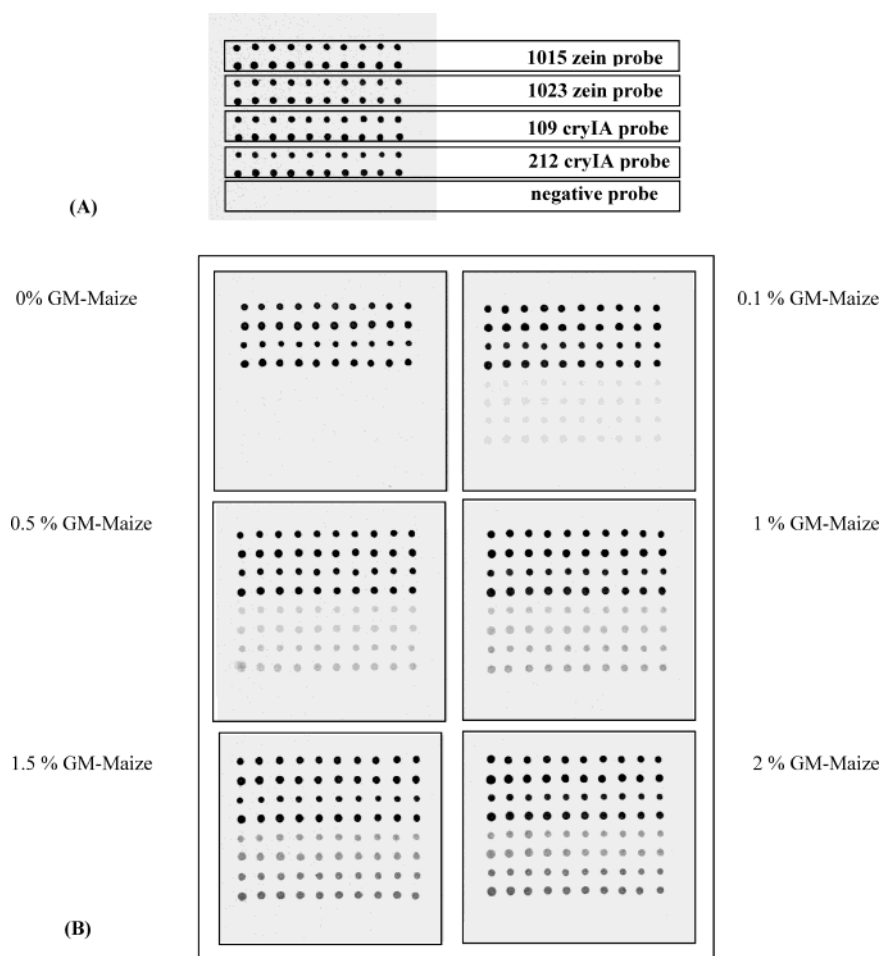 1015 zein probe
1023 zein probe
109 cryIA probe
212 cryIA probe
negative probe
(A)
0% GM-Maize
0.1 % GM-Maize
0.5 % GM-Maize
1 % GM-Maize
1.5 % GM-Maize
2 % GM-Maize
(B)